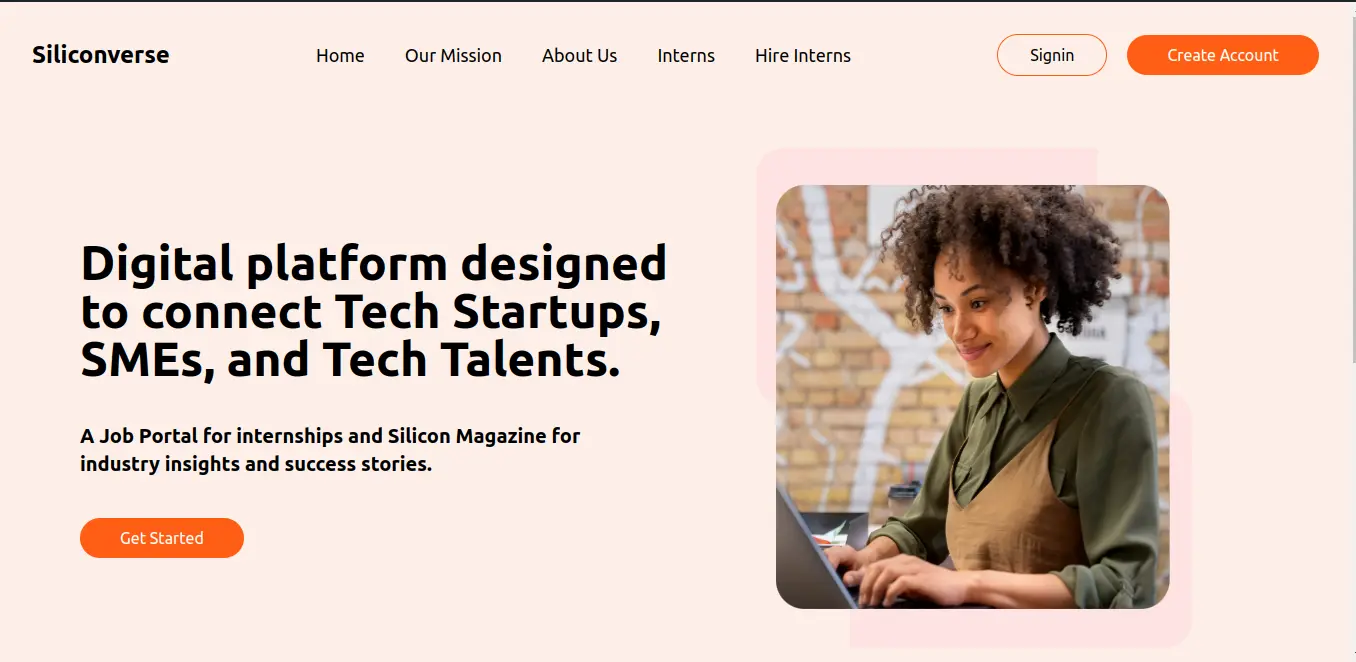 Siliconverse
Home
Our Mission
About Us
Interns
Hire Interns
Signin
Create Account
Digital platform designed
to connect Tech Startups,
SMEs, and Tech Talents.
A Job Portal for internships and Silicon Magazine for
industry insights and success stories.
Get Started